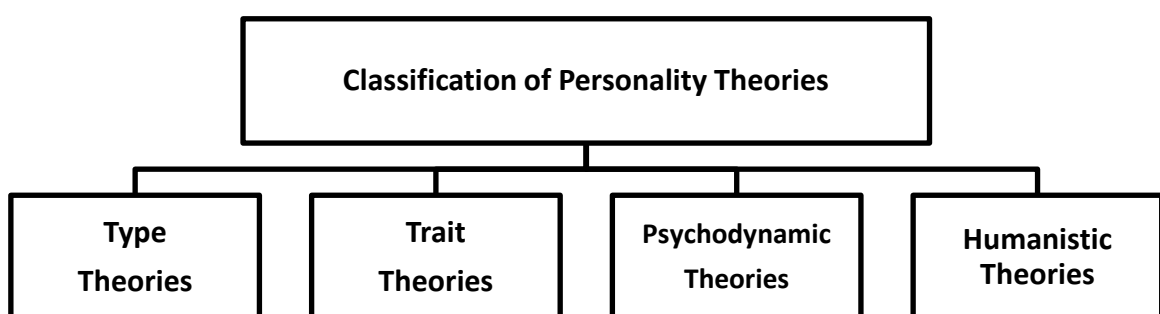 Classification of Personality Theories
Type
Theories
Trait
Theories
Psychodynamic
Theories
Humanistic
Theories